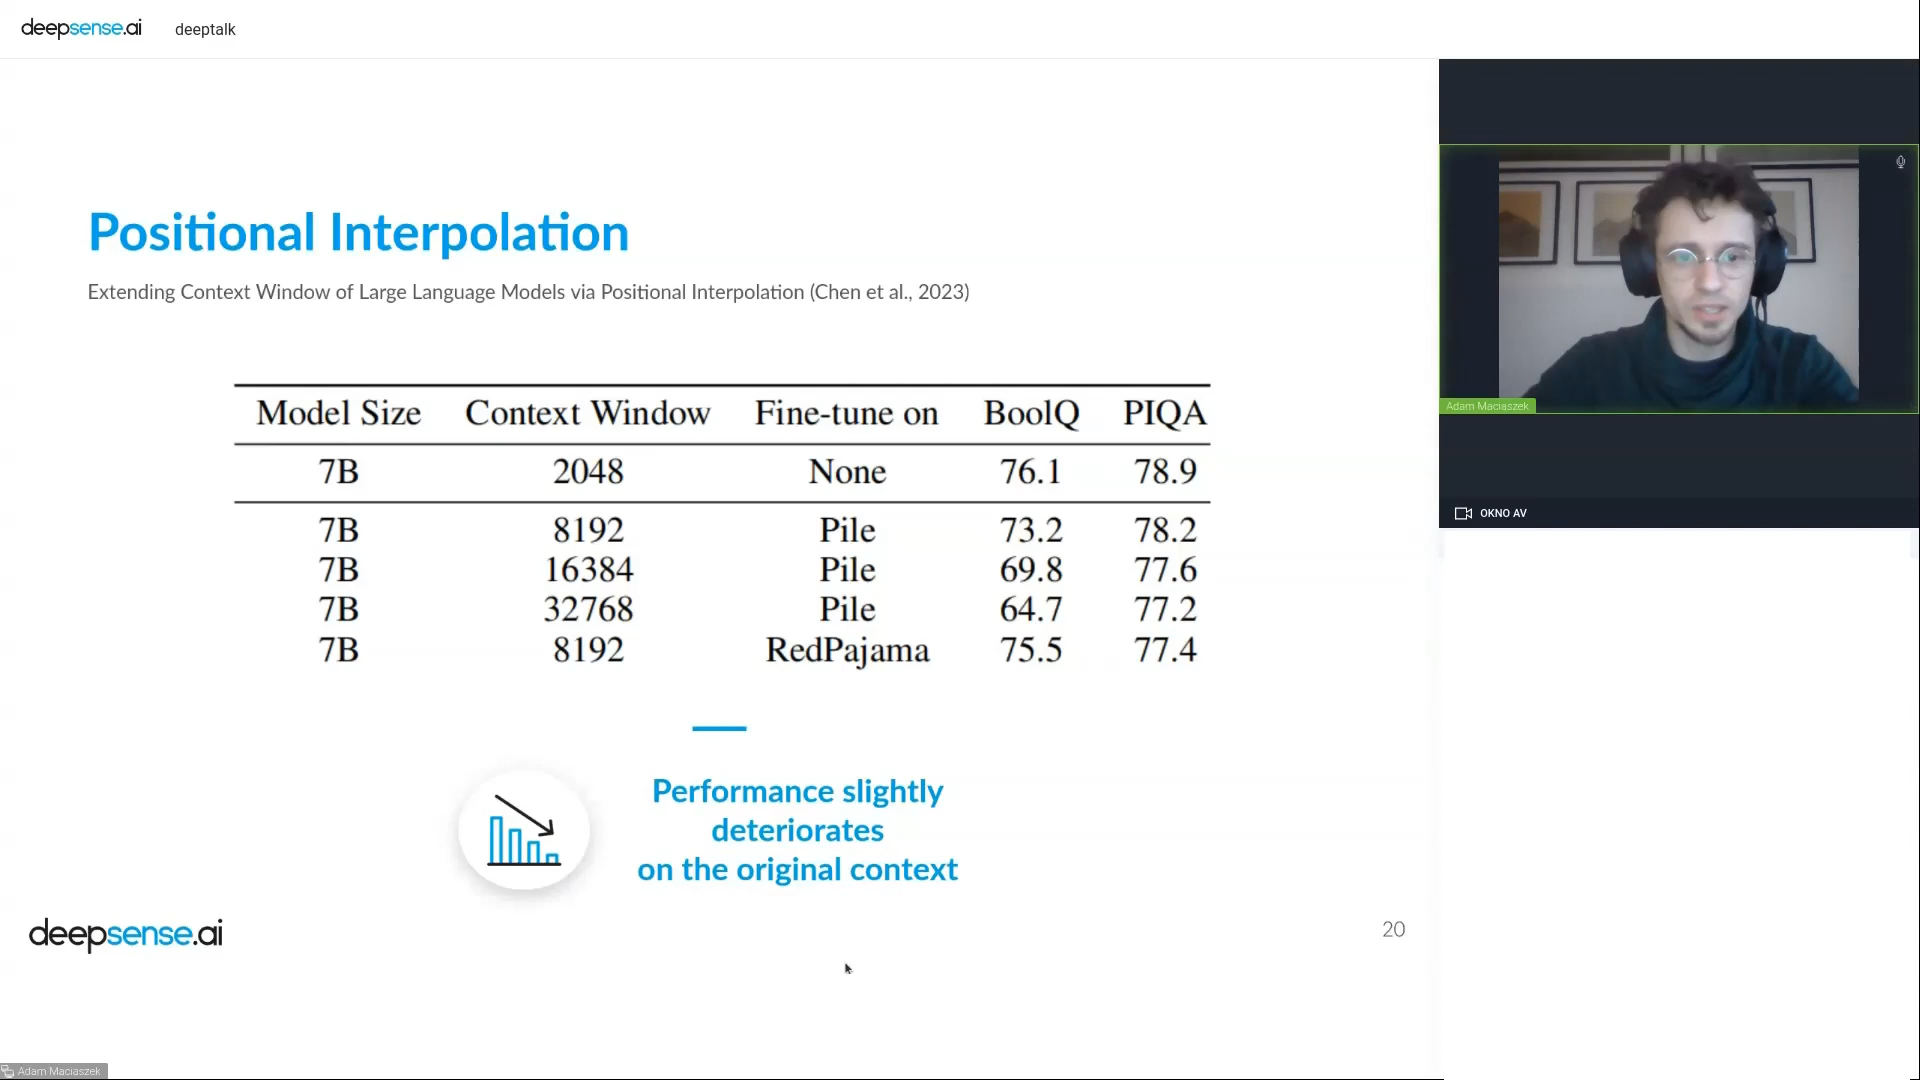 deepsense.ai deeptalk
Positional Interpolation
Extending Context Window of Large Language Models via Positional Interpolation (Chen et al., 2023)
Model Size Context Window Fine-tune on BoolQ PIQA
7B 2048 None 76.1 78.9
7B 8192 Pile 73.2 78.2
7B 16384 Pile 69.8 77.6
7B 32768 Pile 64.7 77.2
7B 8192 RedPajama 75.5 77.4
Performance slightly
deteriorates
on the original context
deepsense.ai
20
Adam Maciaszek
OKNO AV
Adam Maciaszek